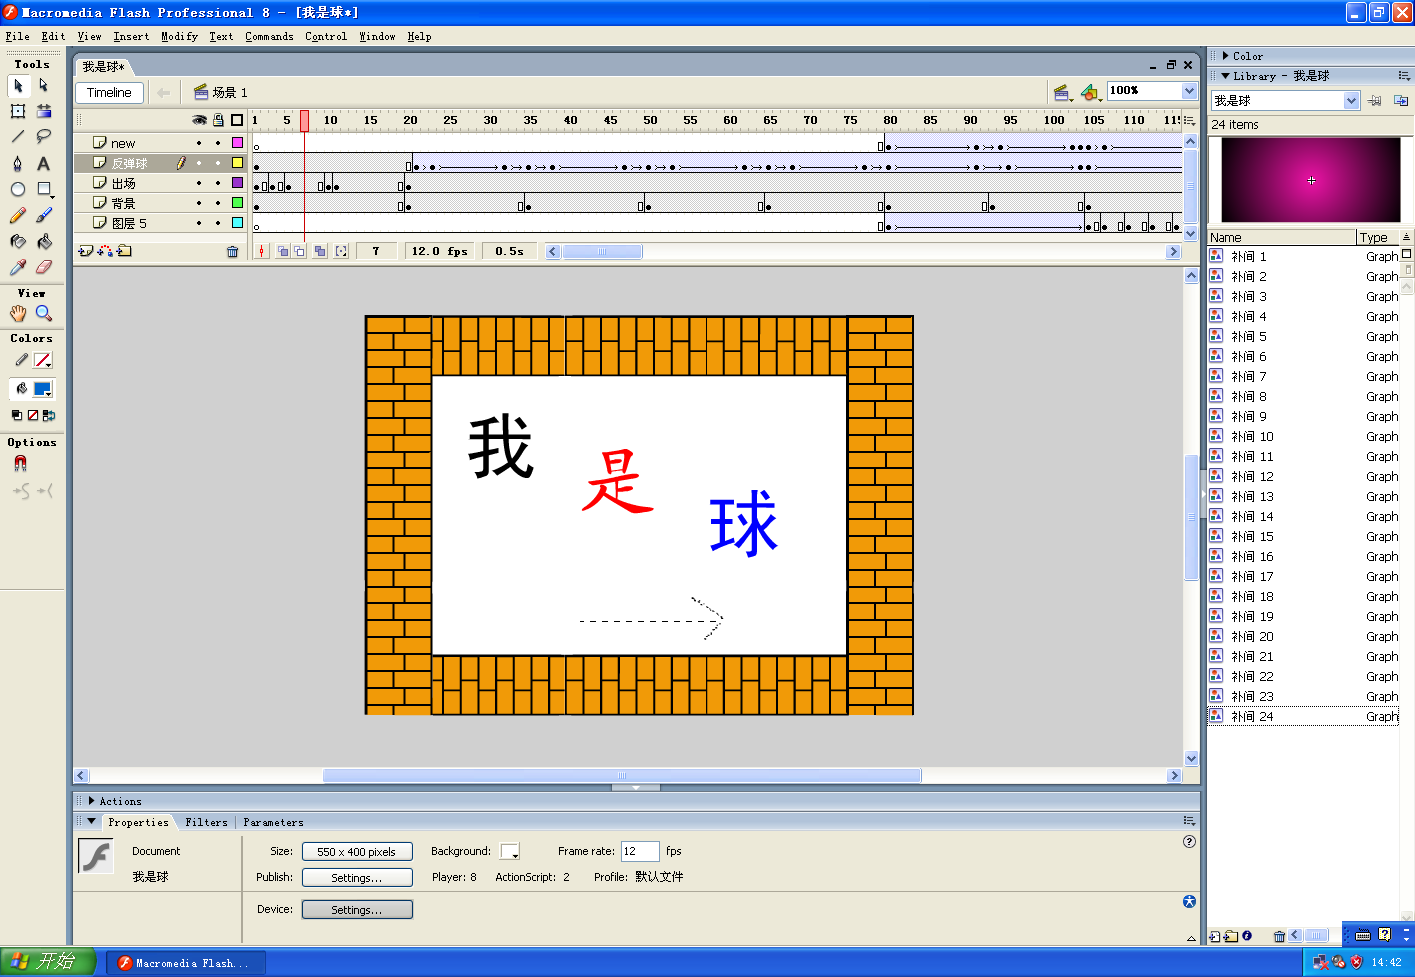 Macromedia Flash Professional 8 - [我是球*]
File Edit View Insert Modify Text Commands Control Window Help
Tools
View
Colors
Options
我是球*
Timeline
场景 1
100%
1 5 10 15 20 25 30 35 40 45 50 55 60 65 70 75 80 85 90 95 100 105 115
new
反弹球
出场
背景
图层 5
7 12.0 fps 0.5s
我
是
球
Actions
Properties Filters Parameters
Document
我是球
Size: 550 x 400 pixels Background: Frame rate: 12 fps
Publish: Settings... Player: 8 ActionScript: 2 Profile: 默认文件
Device: Settings...
Color
Library - 我是球
我是球
24 items
Name Type
补间 1 Graph
补间 2 Graph
补间 3 Graph
补间 4 Graph
补间 5 Graph
补间 6 Graph
补间 7 Graph
补间 8 Graph
补间 9 Graph
补间 10 Graph
补间 11 Graph
补间 12 Graph
补间 13 Graph
补间 14 Graph
补间 15 Graph
补间 16 Graph
补间 17 Graph
补间 18 Graph
补间 19 Graph
补间 20 Graph
补间 21 Graph
补间 22 Graph
补间 23 Graph
补间 24 Graph
开始
Macromedia Flash...
14:42